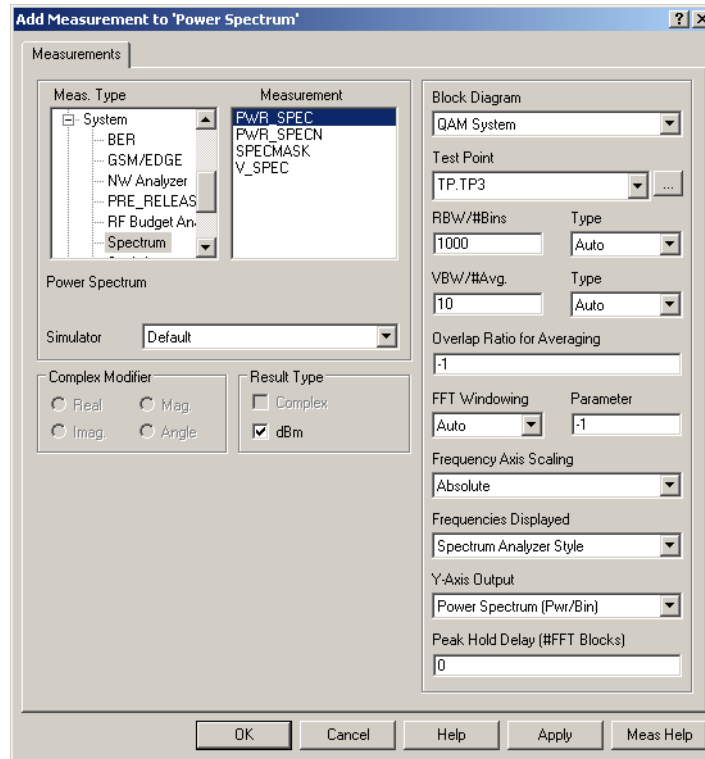 Add Measurement to 'Power Spectrum'
Measurements
Meas. Type
Measurement
System
BER
GSM/EDGE
NW Analyzer
PRE_RELEAS
RF Budget An
Spectrum
PWR_SPEC
PWR_SPECN
SPECMASK
V_SPEC
Power Spectrum
Simulator
Default
Complex Modifier
Real
Mag.
Imag.
Angle
Result Type
Complex
dBm
Block Diagram
QAM System
Test Point
TP.TP3
...
RBW/#Bins
Type
1000
Auto
VBW/#Avg.
Type
10
Auto
Overlap Ratio for Averaging
-1
FFT Windowing
Parameter
Auto
-1
Frequency Axis Scaling
Absolute
Frequencies Displayed
Spectrum Analyzer Style
Y-Axis Output
Power Spectrum (Pwr/Bin)
Peak Hold Delay (#FFT Blocks)
0
OK
Cancel
Help
Apply
Meas Help